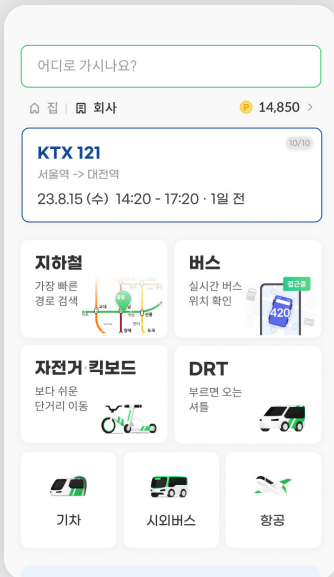 어디로 가시나요?
집 | 회사
P 14,850 >
10/10
KTX 121
서울역 -> 대전역
23.8.15 (수) 14:20 - 17:20 · 1일 전
지하철
가장 빠른
경로 검색
버스
실시간 버스
위치 확인
접근중
420
자전거·킥보드
보다 쉬운
단거리 이동
DRT
부르면 오는
셔틀
기차
시외버스
항공